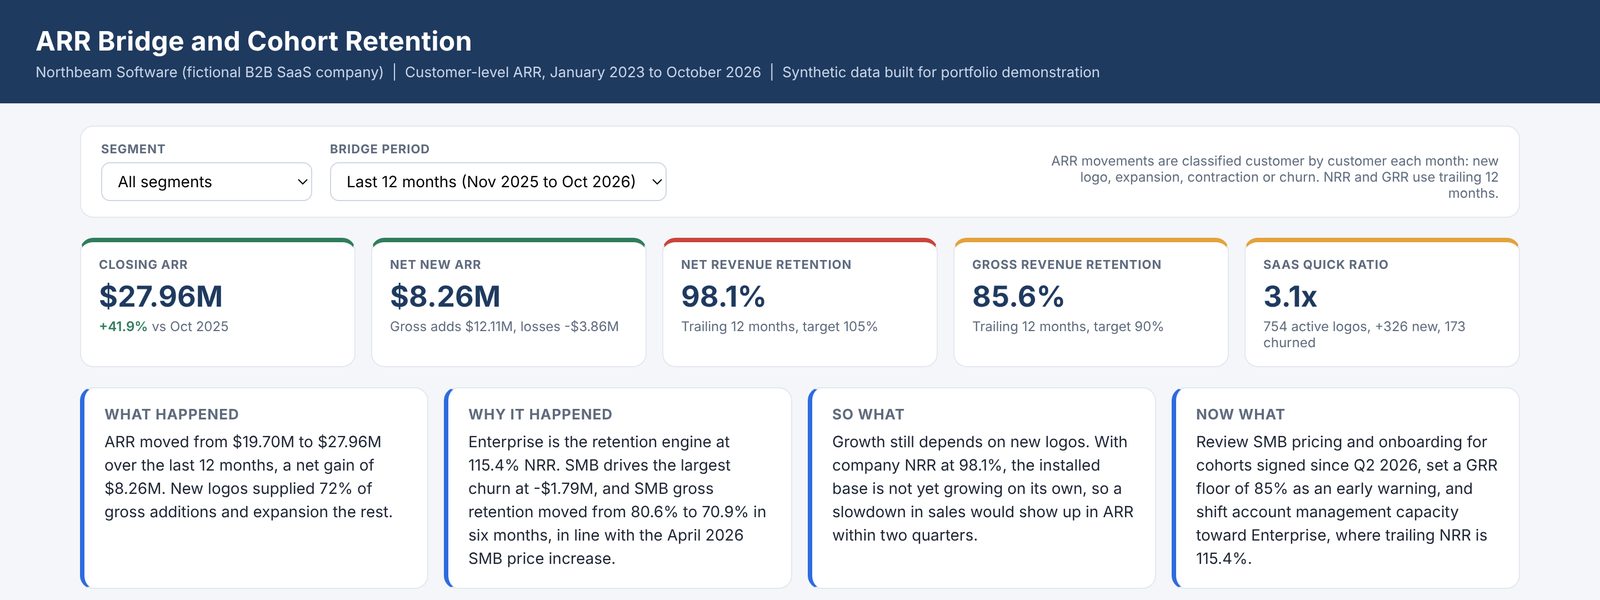 ARR Bridge and Cohort Retention
Northbeam Software (fictional B2B SaaS company) | Customer-level ARR, January 2023 to October 2026 | Synthetic data built for portfolio demonstration
SEGMENT
All segments
BRIDGE PERIOD
Last 12 months (Nov 2025 to Oct 2026)
ARR movements are classified customer by customer each month: new
logo, expansion, contraction or churn. NRR and GRR use trailing 12
months.
CLOSING ARR
$27.96M
+41.9% vs Oct 2025
NET NEW ARR
$8.26M
Gross adds $12.11M, losses -$3.86M
NET REVENUE RETENTION
98.1%
Trailing 12 months, target 105%
GROSS REVENUE RETENTION
85.6%
Trailing 12 months, target 90%
SAAS QUICK RATIO
3.1x
754 active logos, +326 new, 173
churned
WHAT HAPPENED
ARR moved from $19.70M to $27.96M
over the last 12 months, a net gain of
$8.26M. New logos supplied 72% of
gross additions and expansion the rest.
WHY IT HAPPENED
Enterprise is the retention engine at
115.4% NRR. SMB drives the largest
churn at -$1.79M, and SMB gross
retention moved from 80.6% to 70.9% in
six months, in line with the April 2026
SMB price increase.
SO WHAT
Growth still depends on new logos. With
company NRR at 98.1%, the installed
base is not yet growing on its own, so a
slowdown in sales would show up in ARR
within two quarters.
NOW WHAT
Review SMB pricing and onboarding for
cohorts signed since Q2 2026, set a GRR
floor of 85% as an early warning, and
shift account management capacity
toward Enterprise, where trailing NRR is
115.4%.